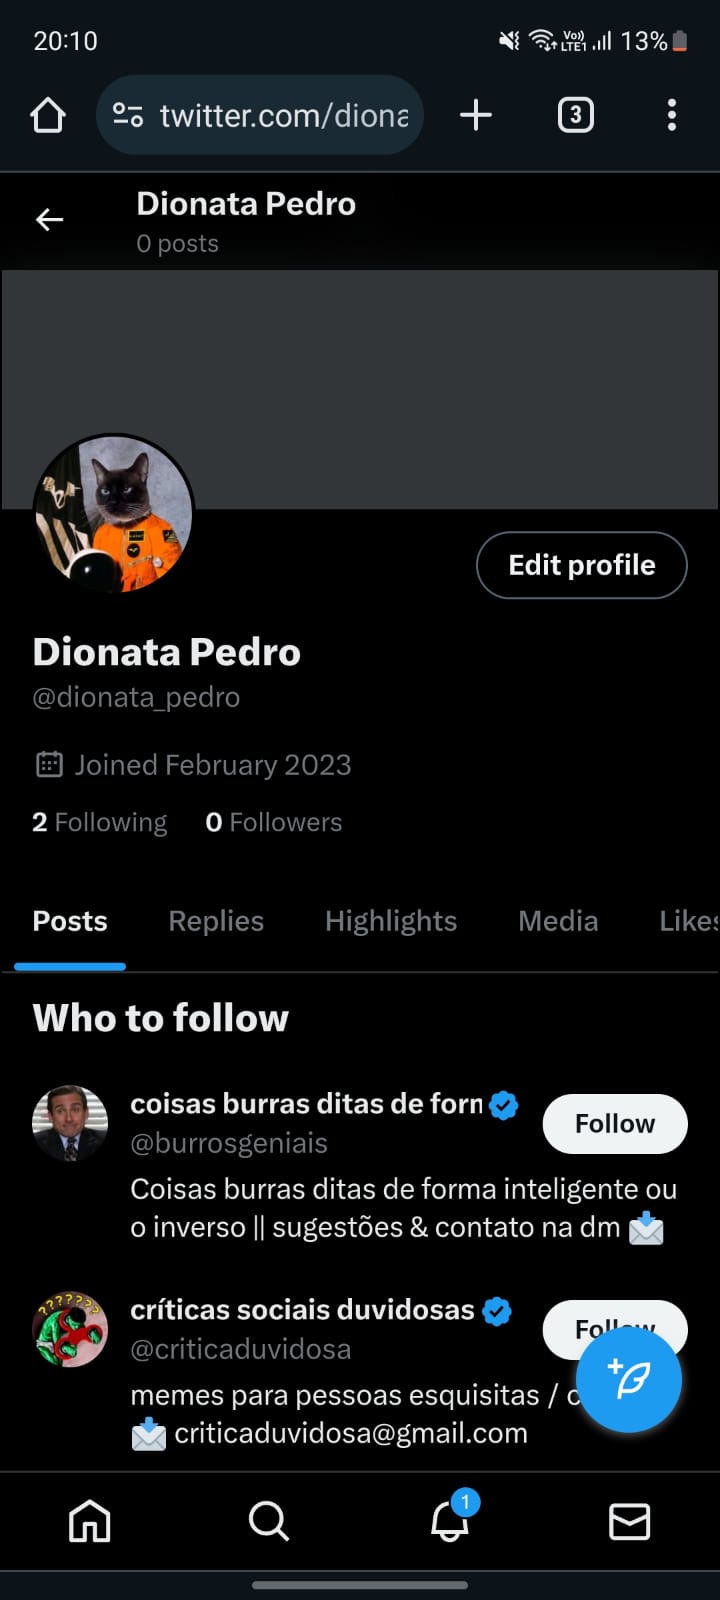 20:10
Vo))
LTE1
13%
twitter.com/diona
3
Dionata Pedro
0 posts
Edit profile
Dionata Pedro
@dionata_pedro
Joined February 2023
2 Following 0 Followers
Posts Replies Highlights Media Likes
Who to follow
coisas burras ditas de forn
Follow
@burrosgeniais
Coisas burras ditas de forma inteligente ou
o inverso || sugestões & contato na dm 📩
???????
críticas sociais duvidosas
Follow
@criticaduvidosa
memes para pessoas esquisitas / c
📩 criticaduvidosa@gmail.com
1